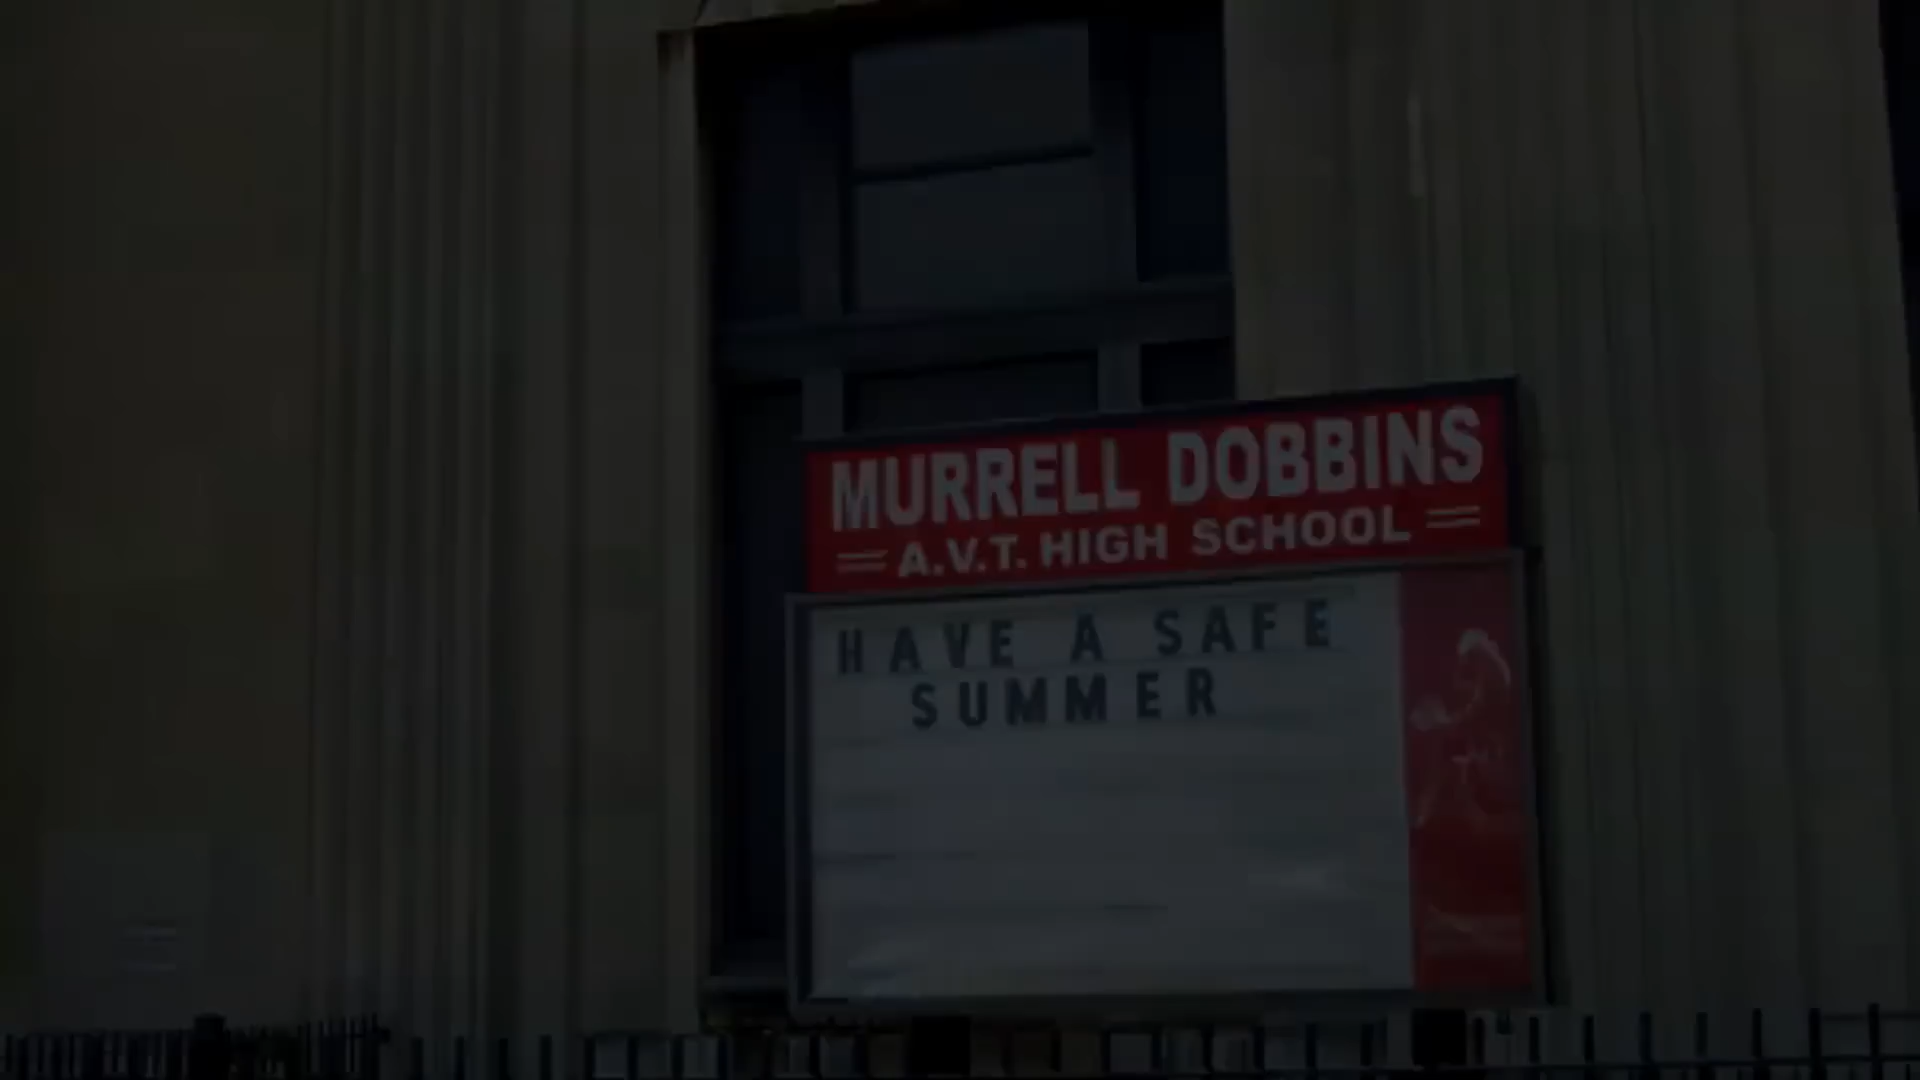 MURRELL DOBBINS
A.V.T. HIGH SCHOOL
HAVE A SAFE
SUMMER